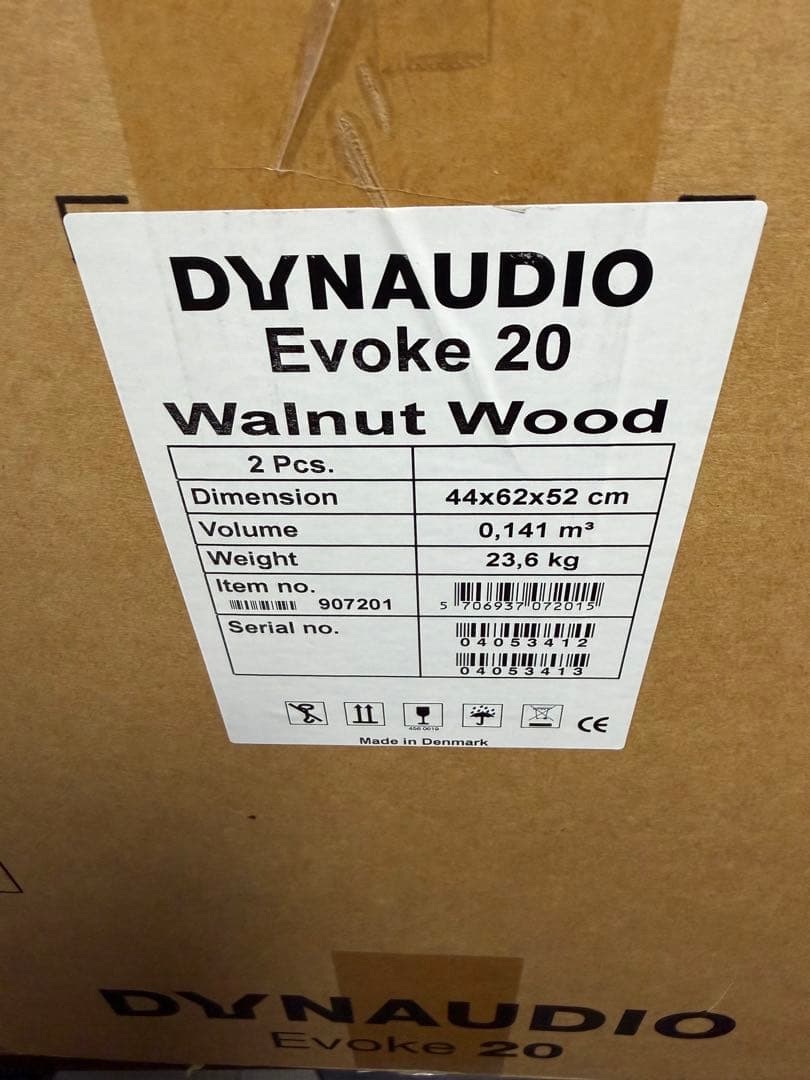 DYNAUDIO
Evoke 20
Walnut Wood
2 Pcs.
Dimension 44x62x52 cm
Volume 0,141 m³
Weight 23,6 kg
Item no.
907201 5 706937 072015
Serial no.
04053412
04053413
CE
Made in Denmark
DYNAUDIO
Evoke 20